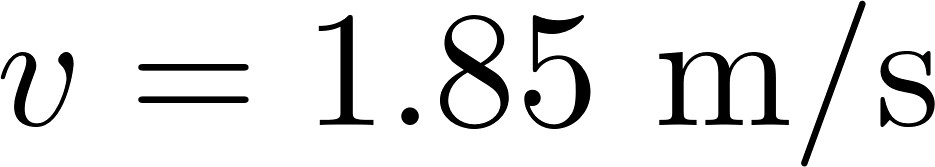 v = 1.85 m/s